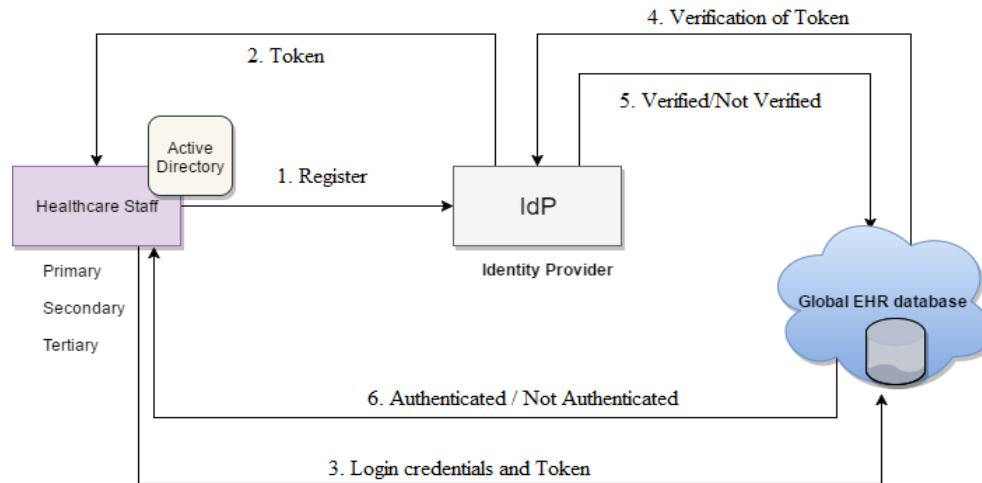 4. Verification of Token
2. Token
5. Verified/Not Verified
Active
Directory
1. Register
Healthcare Staff
IdP
Identity Provider
Primary
Secondary
Tertiary
Global EHR database
6. Authenticated / Not Authenticated
3. Login credentials and Token